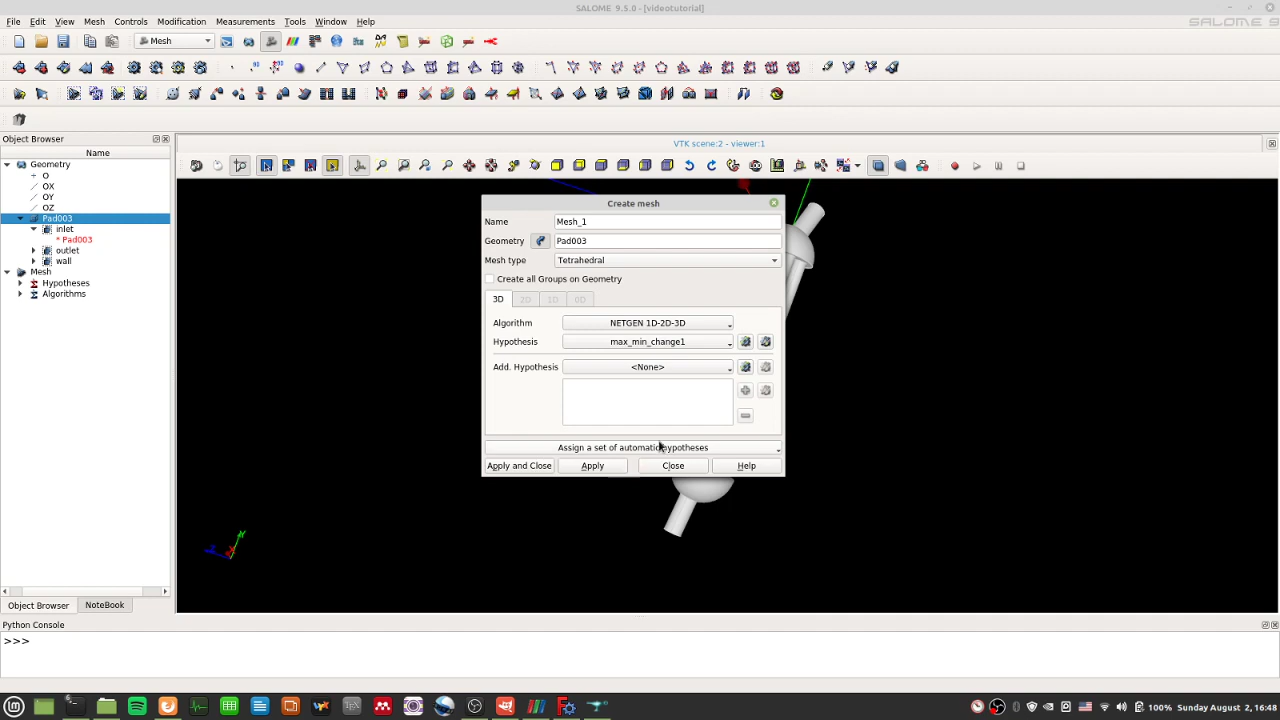 SALOME 9.5.0 - [videotutorial]
File Edit View Mesh Controls Modification Measurements Tools Window Help
SALOME 9
Mesh
Object Browser
VTK scene:2 - viewer:1
Name
Geometry
O
OX
OY
OZ
Pad003
inlet
* Pad003
outlet
wall
Mesh
Hypotheses
Algorithms
Create mesh
Name Mesh_1
Geometry Pad003
Mesh type Tetrahedral
Create all Groups on Geometry
3D 2D 1D 0D
Algorithm NETGEN 1D-2D-3D
Hypothesis max_min_change1
Add. Hypothesis <None>
Assign a set of automatic hypotheses
Apply and Close Apply Close Help
Object Browser NoteBook
Python Console
>>>
100% Sunday August 2, 16:48